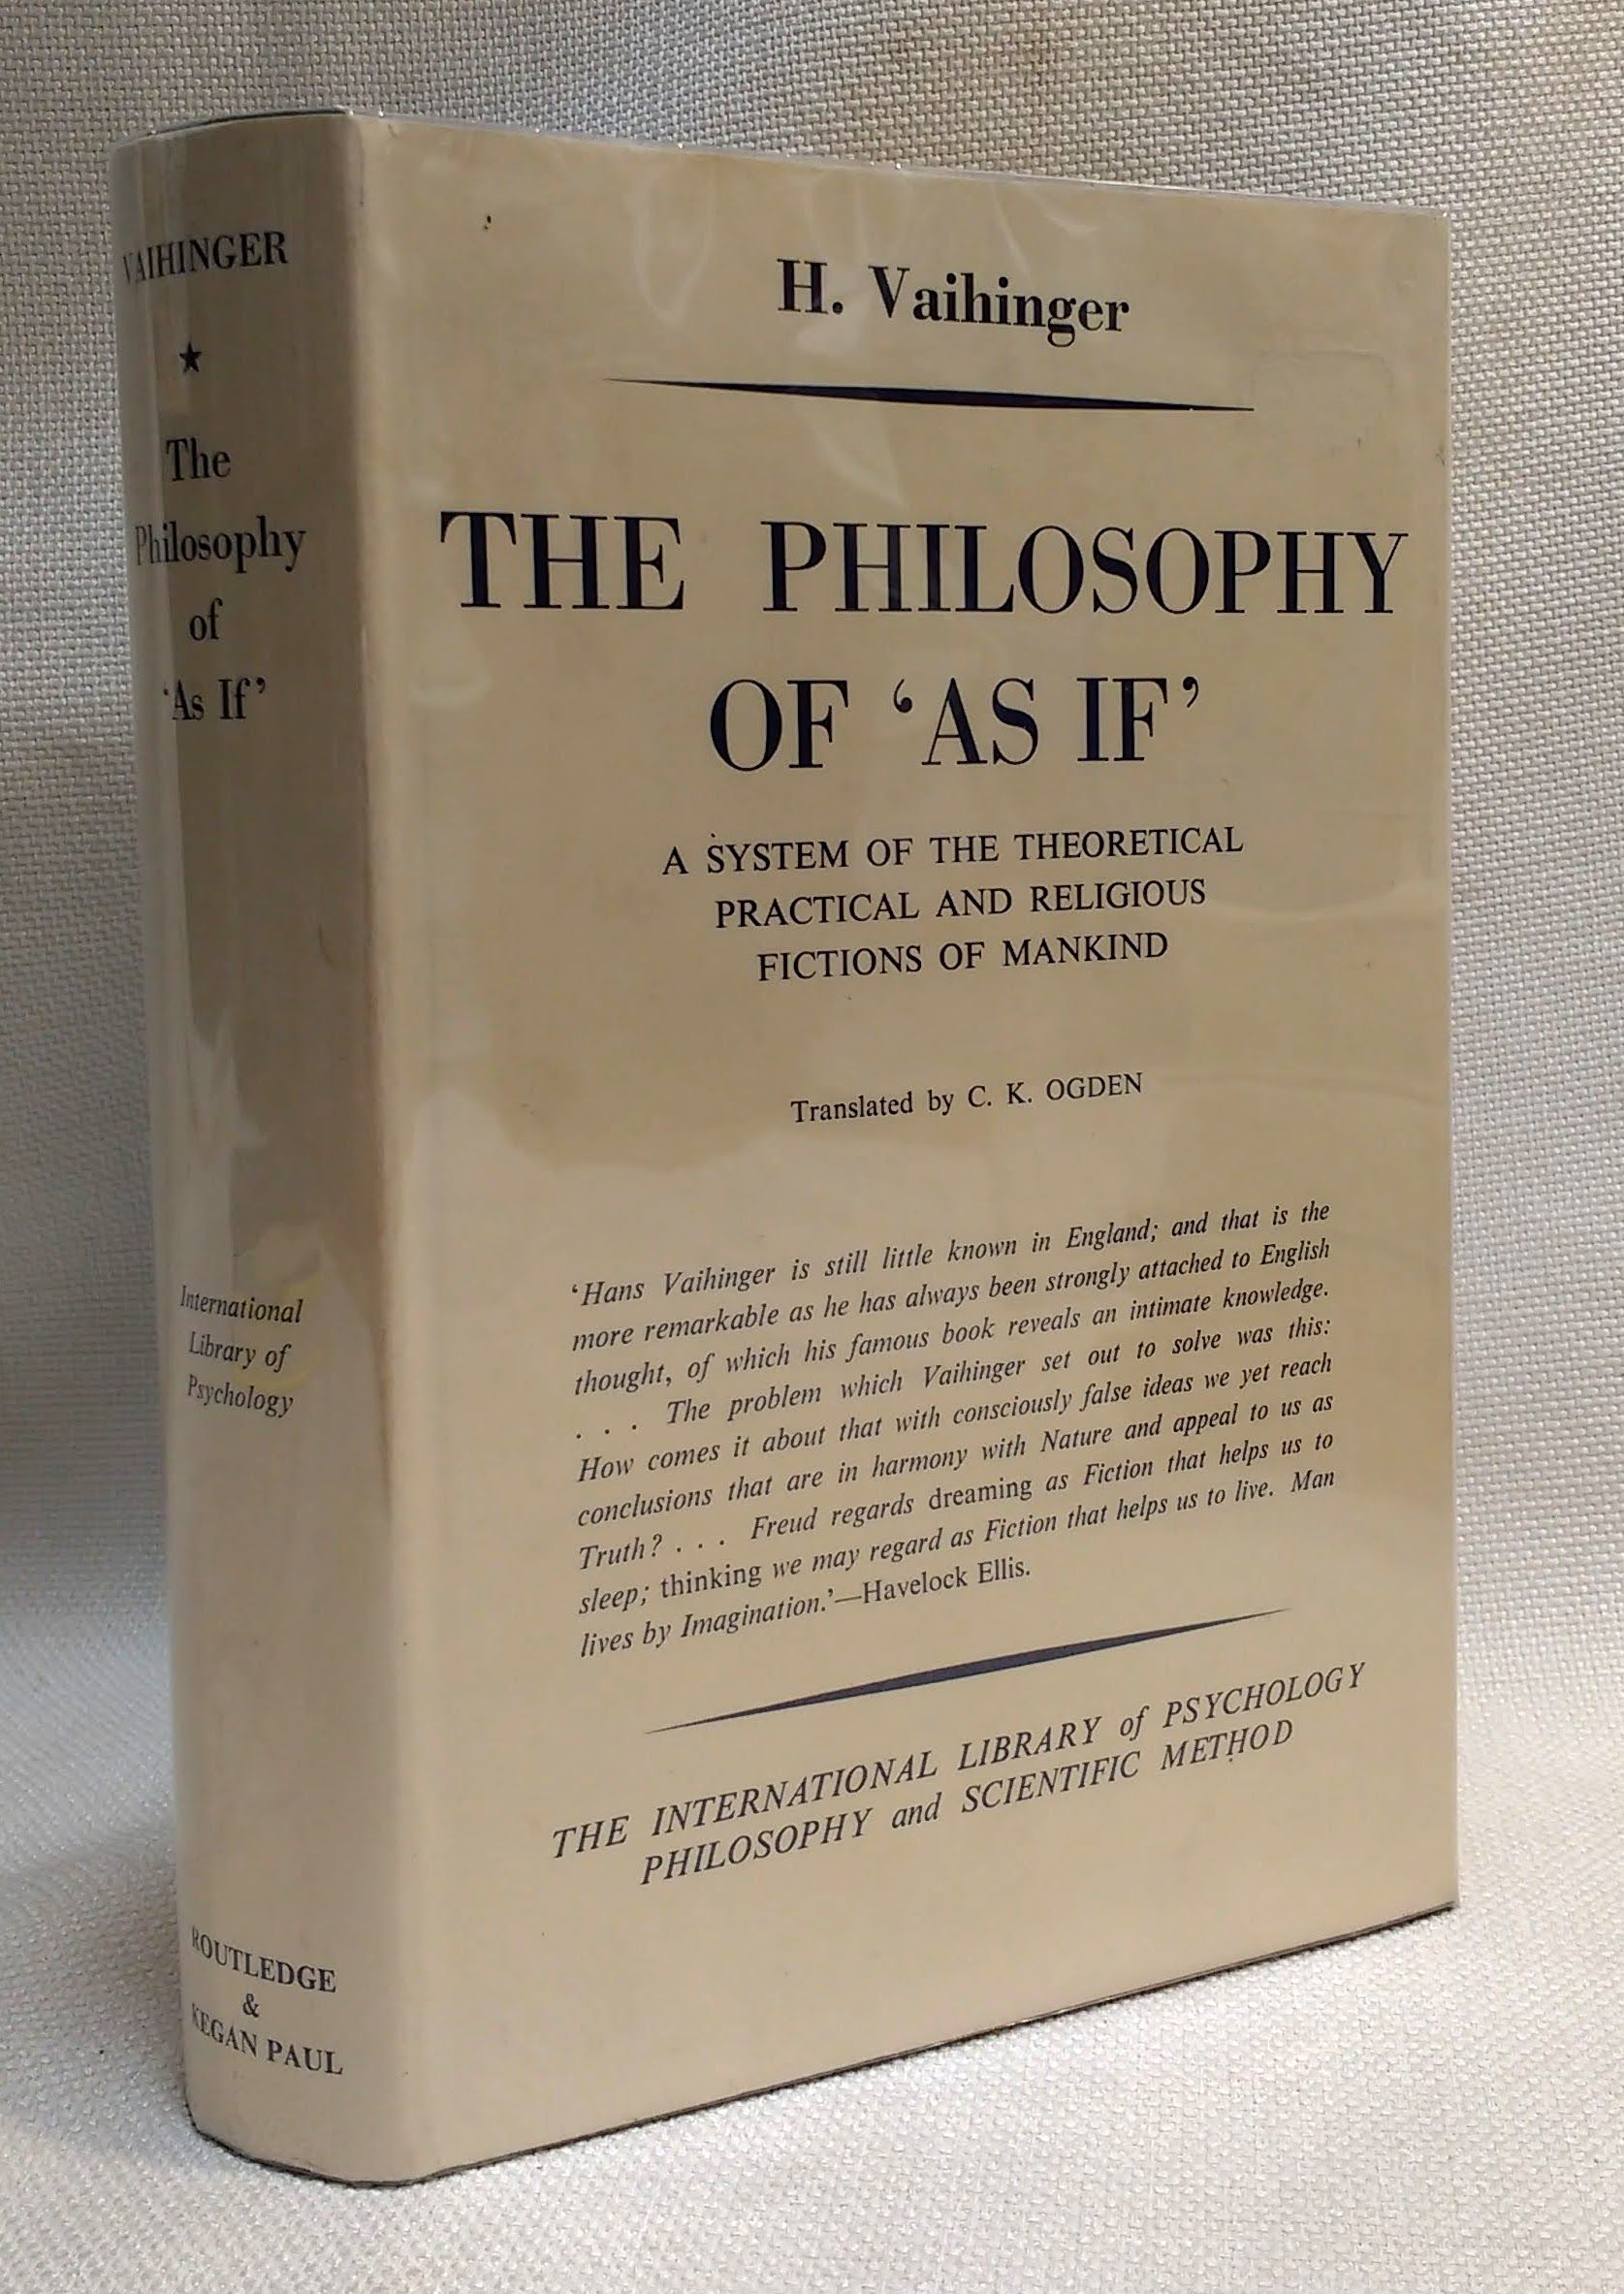 VAIHINGER
★
The
Philosophy
of
‘As If’
International
Library of
Psychology
ROUTLEDGE
&
KEGAN PAUL
H. Vaihinger
THE PHILOSOPHY
OF ‘AS IF’
A SYSTEM OF THE THEORETICAL
PRACTICAL AND RELIGIOUS
FICTIONS OF MANKIND
Translated by C. K. OGDEN
‘Hans Vaihinger is still little known in England; and that is the
more remarkable as he has always been strongly attached to English
thought, of which his famous book reveals an intimate knowledge.
. . . The problem which Vaihinger set out to solve was this:
How comes it about that with consciously false ideas we yet reach
conclusions that are in harmony with Nature and appeal to us as
Truth? . . . Freud regards dreaming as Fiction that helps us to
sleep; thinking we may regard as Fiction that helps us to live. Man
lives by Imagination.’—Havelock Ellis.
THE INTERNATIONAL LIBRARY of PSYCHOLOGY
PHILOSOPHY and SCIENTIFIC METHOD